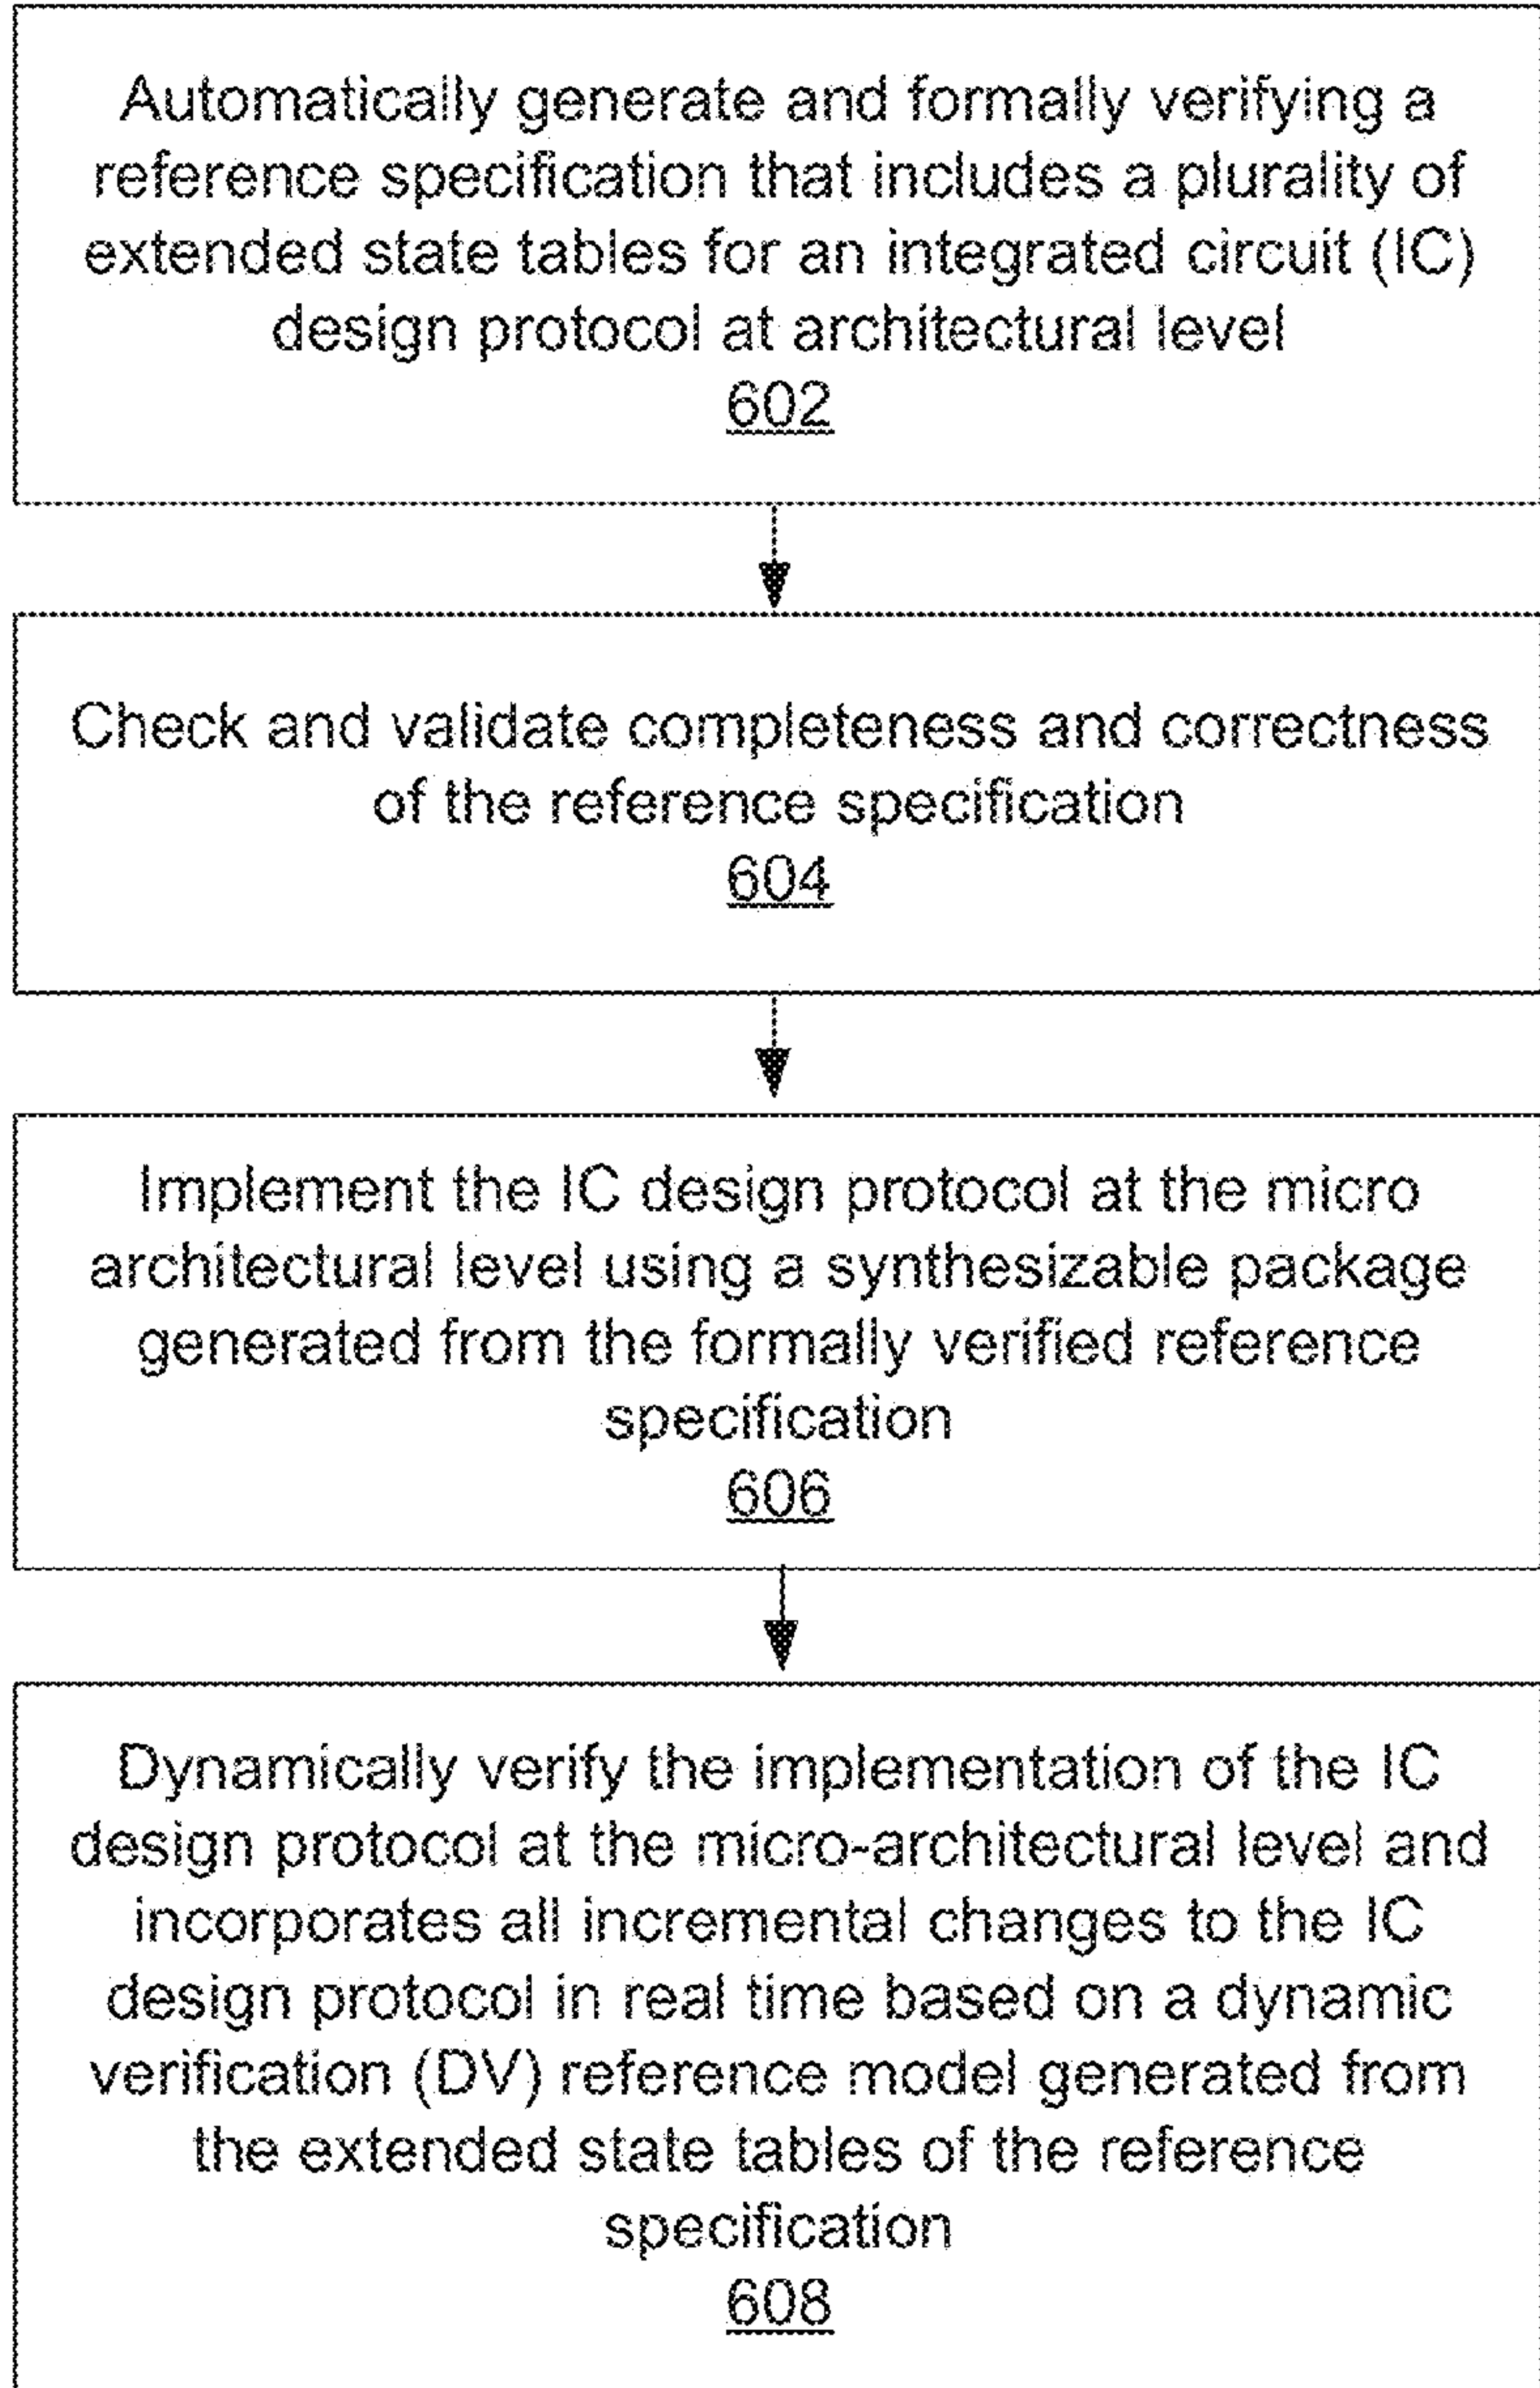 Automatically generate and formally verifying a
reference specification that includes a plurality of
extended state tables for an integrated circuit (IC)
design protocol at architectural level
602
Check and validate completeness and correctness
of the reference specification
604
Implement the IC design protocol at the micro
architectural level using a synthesizable package
generated from the formally verified reference
specification
606
Dynamically verify the implementation of the IC
design protocol at the micro-architectural level and
incorporates all incremental changes to the IC
design protocol in real time based on a dynamic
verification (DV) reference model generated from
the extended state tables of the reference
specification
608